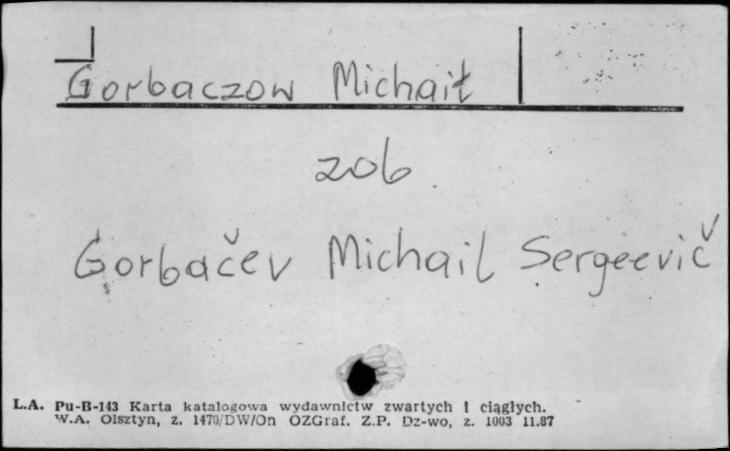 Gorbaczow Michaił
zob.
Gorbačev Michail Sergeevič
L.A. Pu-B-143 Karta katalogowa wydawnictw zwartych i ciągłych.
W.A. Olsztyn, z. 1470/DW/On OZGraf. Z.P. Dz-wo, z. 1003 11.87